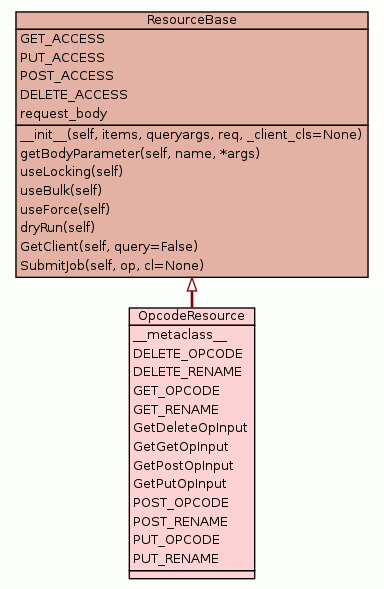 ResourceBase
GET_ACCESS
PUT_ACCESS
POST_ACCESS
DELETE_ACCESS
request_body
__init__(self, items, queryargs, req, _client_cls=None)
getBodyParameter(self, name, *args)
useLocking(self)
useBulk(self)
useForce(self)
dryRun(self)
GetClient(self, query=False)
SubmitJob(self, op, cl=None)
OpcodeResource
__metaclass__
DELETE_OPCODE
DELETE_RENAME
GET_OPCODE
GET_RENAME
GetDeleteOpInput
GetGetOpInput
GetPostOpInput
GetPutOpInput
POST_OPCODE
POST_RENAME
PUT_OPCODE
PUT_RENAME